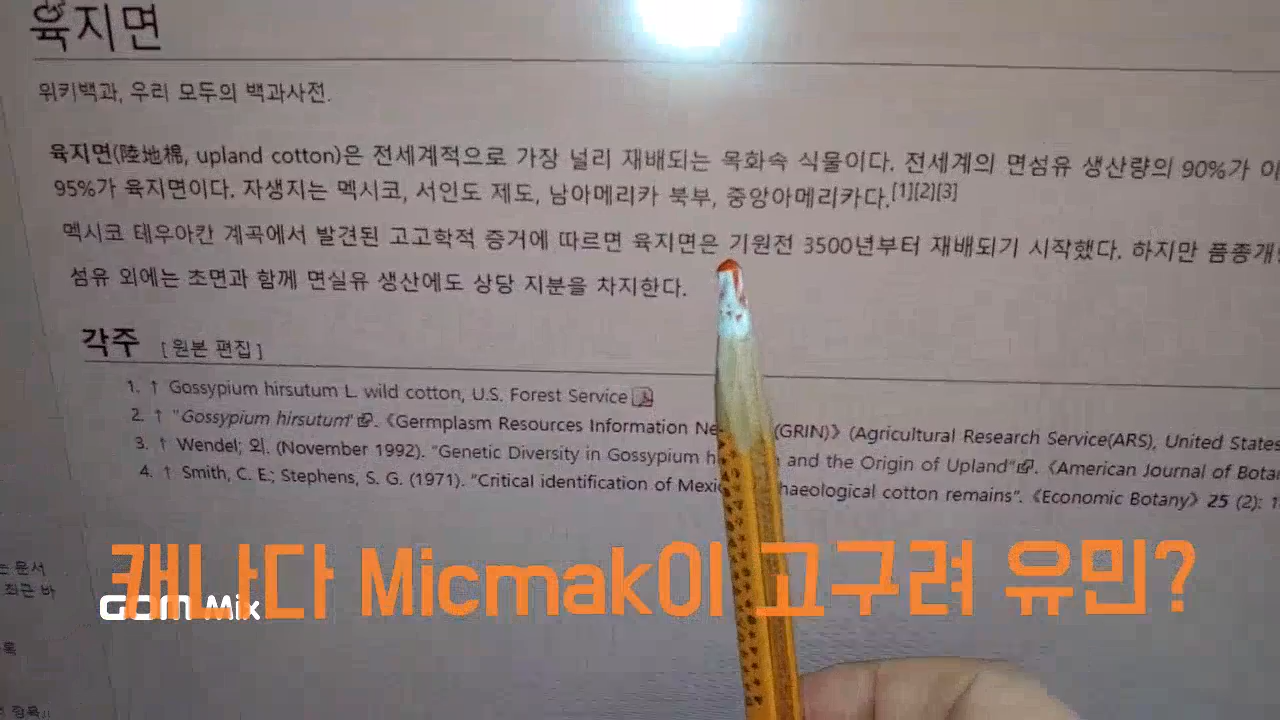 육지면
위키백과, 우리 모두의 백과사전.
육지면(陸地棉, upland cotton)은 전세계적으로 가장 널리 재배되는 목화속 식물이다. 전세계의 면섬유 생산량의 90%가
95%가 육지면이다. 자생지는 멕시코, 서인도 제도, 남아메리카 북부, 중앙아메리카다.[1][2][3]
멕시코 테우아칸 계곡에서 발견된 고고학적 증거에 따르면 육지면은 기원전 3500년부터 재배되기 시작했다. 하지만
섬유 외에는 초면과 함께 면실유 생산에도 상당 지분을 차지한다.
각주 [원본 편집]
1. ↑ Gossypium hirsutum L. wild cotton, U.S. Forest Service
2. ↑ "Gossypium hirsutum". 《Germplasm Resources Information (GRIN)》 (Agricultural Research Service(ARS), United States
3. ↑ Wendel; 외. (November 1992). "Genetic Diversity in Gossypium and the Origin of Upland". 《American Journal of
4. ↑ Smith, C. E.; Stephens, S. G. (1971). "Critical identification of cotton remains". 《Economic Botany》 25 (2):
는 문서
최근 바
록
캐나다 Micmak이 고구려 유민?
GOM Mix